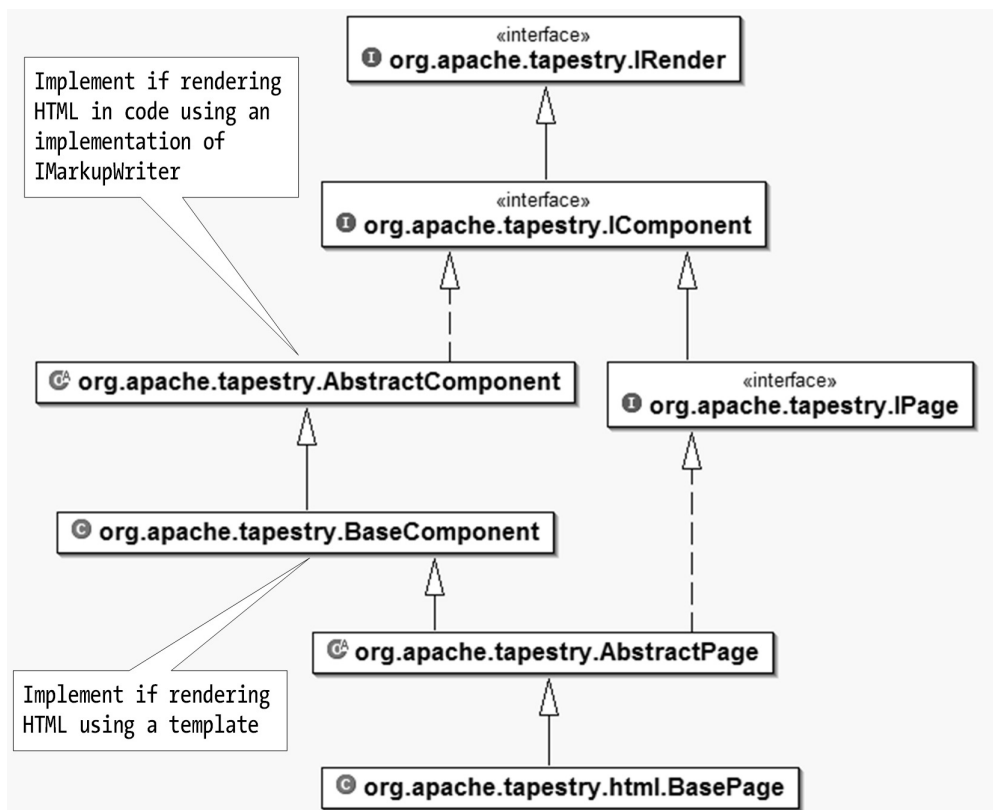 «interface»
org.apache.tapestry.IRender
Implement if rendering
HTML in code using an
implementation of
IMarkupWriter
«interface»
org.apache.tapestry.IComponent
org.apache.tapestry.AbstractComponent
«interface»
org.apache.tapestry.IPage
org.apache.tapestry.BaseComponent
org.apache.tapestry.AbstractPage
Implement if rendering
HTML using a template
org.apache.tapestry.html.BasePage